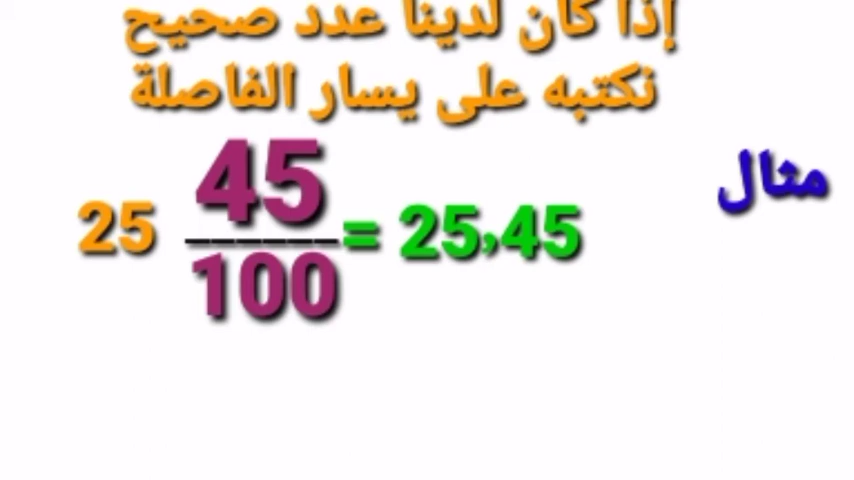 إذا كان لدينا عدد صحيح
نكتبه على يسار الفاصلة
مثال
25 45/100 = 25,45